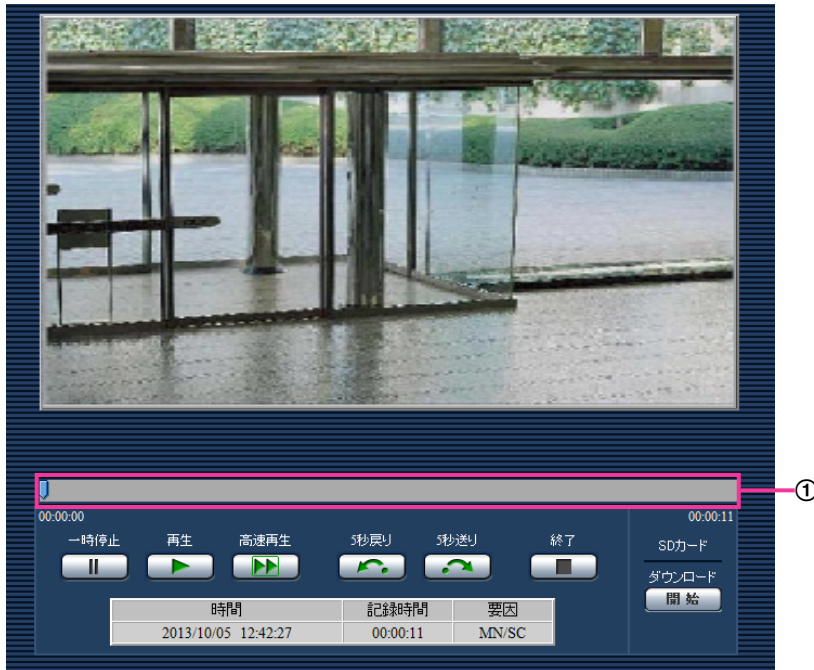 ①
00:00:00 00:00:11
一時停止 再生 高速再生 5秒戻り 5秒送り 終了
SDカード
ダウンロード
開始
時間 記録時間 要因
2013/10/05 12:42:27 00:00:11 MN/SC